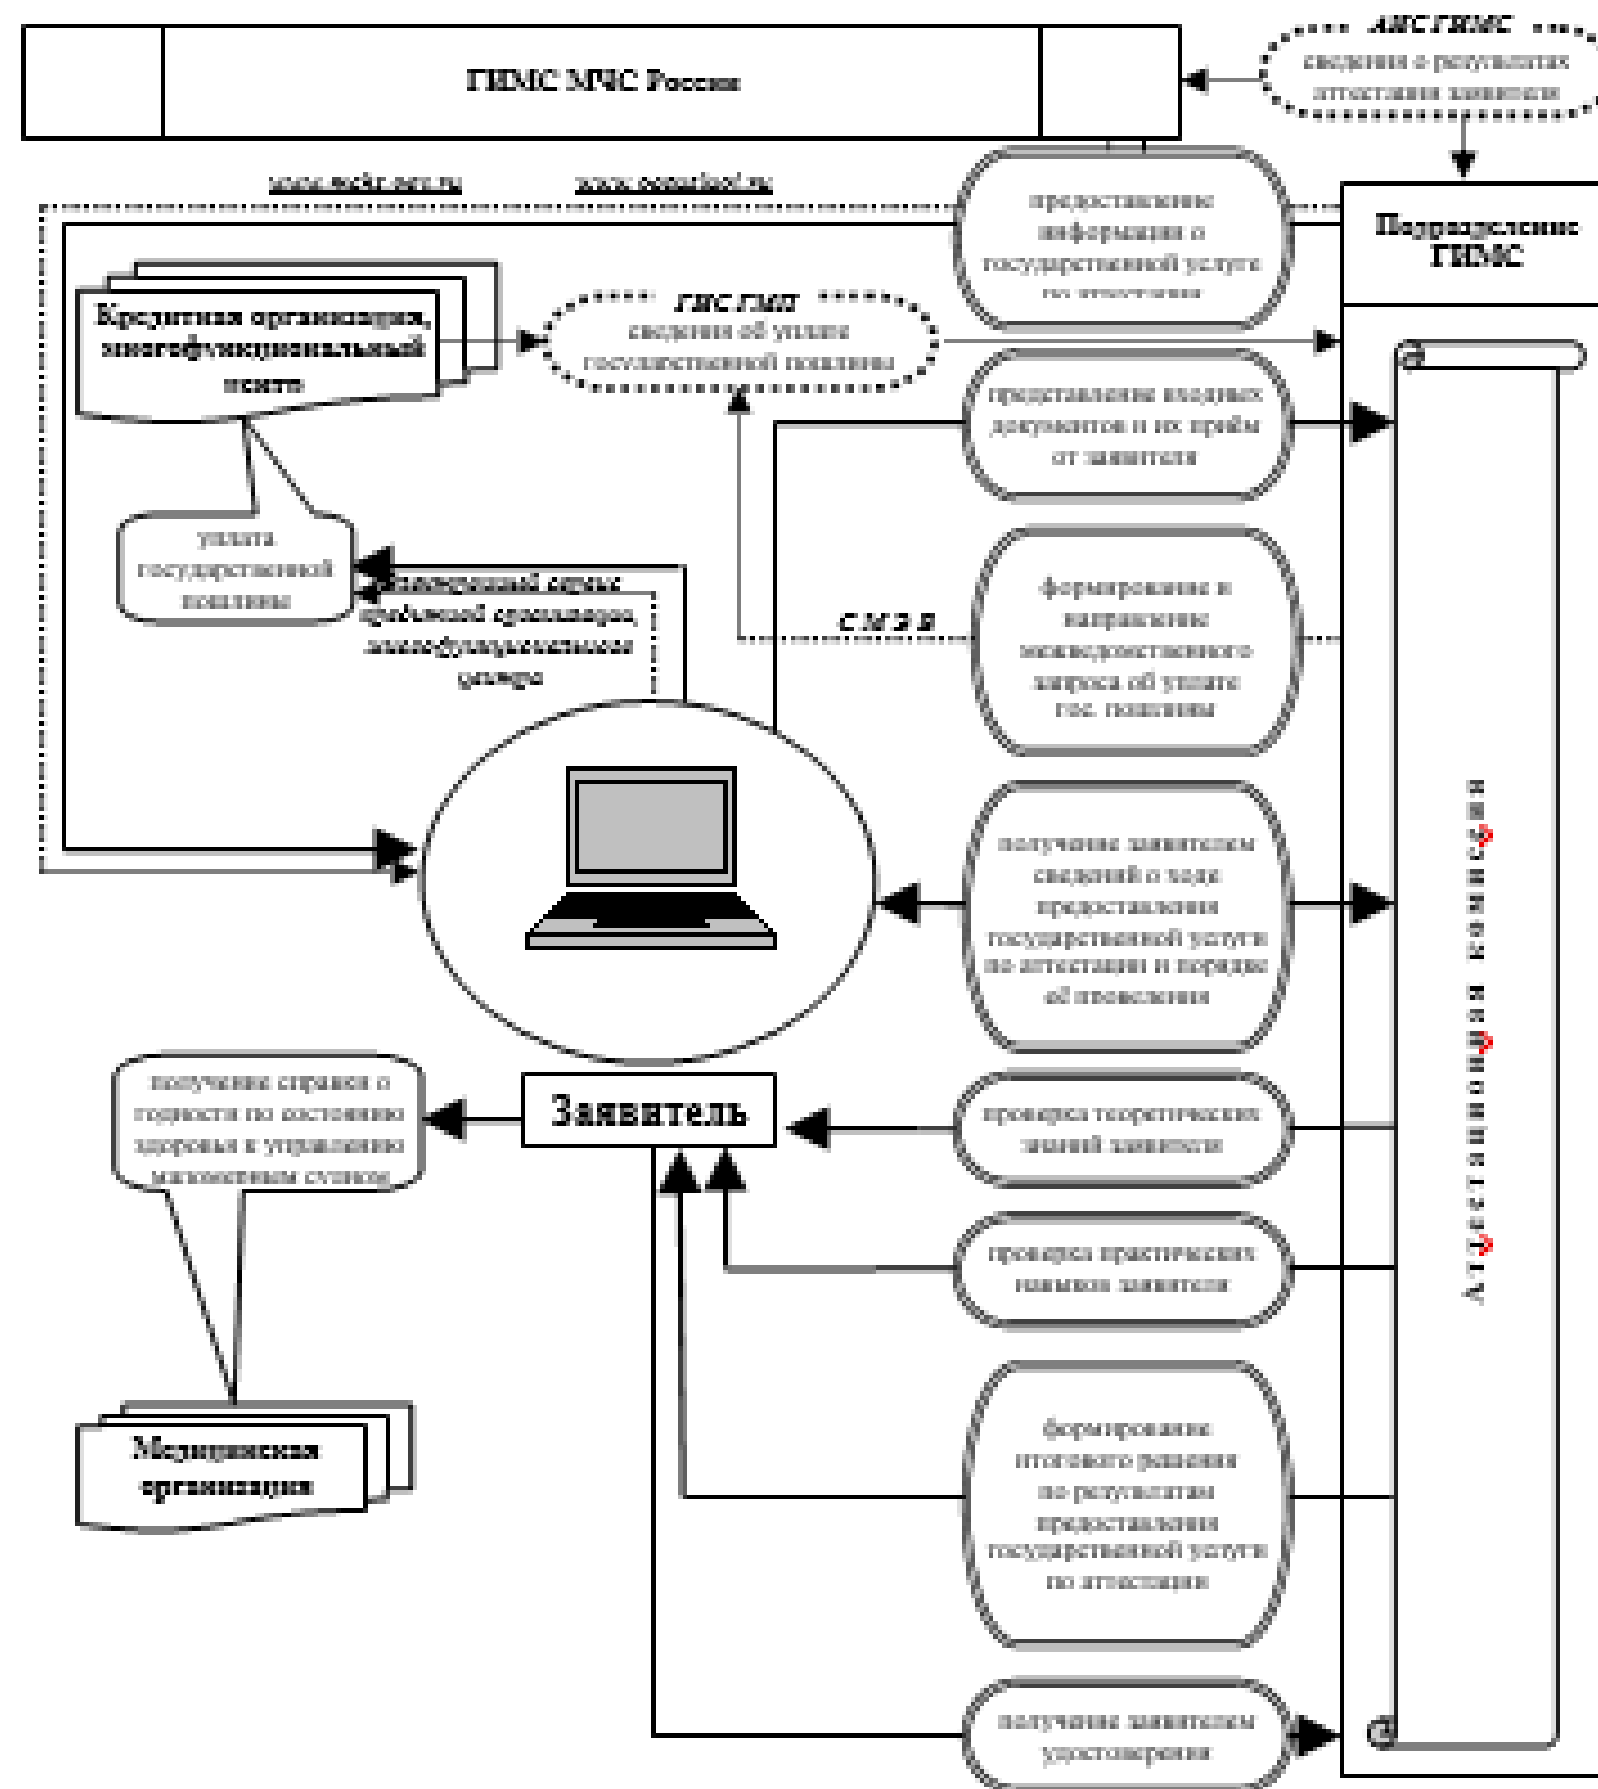 АИС ГИМС
сведения о результатах
аттестации заявителя
ГИМС МЧС России
www.mchs.gov.ru
www.gosuslugi.ru
предоставление
информации о
государственной услуге
по аттестации
Подразделение
ГИМС
Кредитная организация,
многофункциональный
центр
ГИС ГМП
сведения об уплате
государственной пошлины
представление входных
документов и их приём
от заявителя
уплата
государственной
пошлины
сервис
кредитной организации,
многофункционального
центра
С М Э В
формирование и
направление
межведомственного
запроса об уплате
гос. пошлины
получение заявителем
сведений о ходе
предоставления
государственной услуги
по аттестации и порядке
её проведения
Аттестационная комиссия
получение справки о
годности по состоянию
здоровья к управлению
маломерным судном
Заявитель
проверка теоретических
знаний заявителя
проверка практических
навыков заявителя
Медицинская
организация
формирование
итогового решения
по результатам
предоставления
государственной услуги
по аттестации
получение заявителем
удостоверения